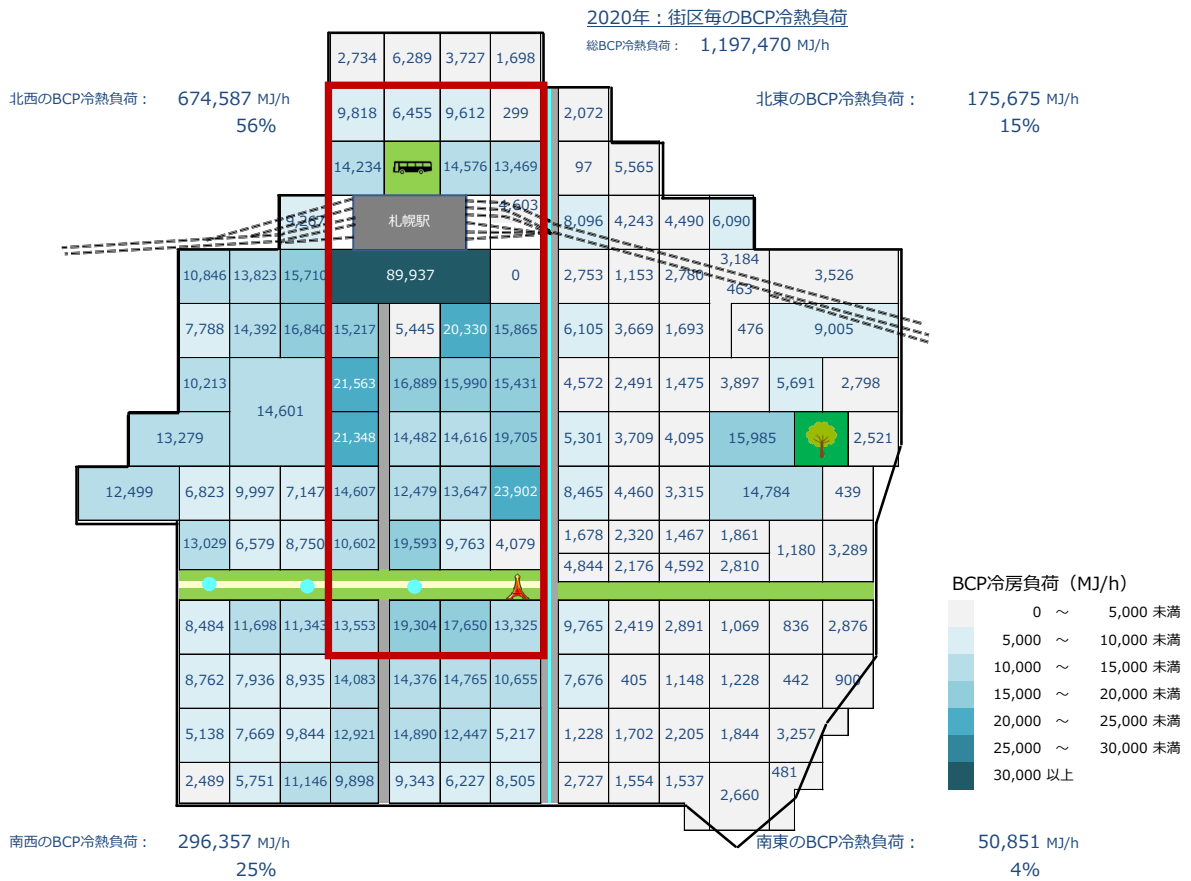 2020年：街区毎のBCP冷熱負荷
総BCP冷熱負荷： 1,197,470 MJ/h
2,734 6,289 3,727 1,698
北西のBCP冷熱負荷： 674,587 MJ/h
56%
北東のBCP冷熱負荷： 175,675 MJ/h
15%
9,818 6,455 9,612 299 2,072
14,234 14,576 13,469 97 5,565
9,267 札幌駅 4,603 8,096 4,243 4,490 6,090
10,846 13,823 15,710 89,937 0 2,753 1,153 2,780 3,184 463 3,526
7,788 14,392 16,840 15,217 5,445 20,330 15,865 6,105 3,669 1,693 476 9,005
10,213 21,563 16,889 15,990 15,431 4,572 2,491 1,475 3,897 5,691 2,798
14,601
13,279 21,348 14,482 14,616 19,705 5,301 3,709 4,095 15,985 2,521
12,499 6,823 9,997 7,147 14,607 12,479 13,647 23,902 8,465 4,460 3,315 14,784 439
13,029 6,579 8,750 10,602 19,593 9,763 4,079 1,678 2,320 1,467 1,861 1,180 3,289
4,844 2,176 4,592 2,810
8,484 11,698 11,343 13,553 19,304 17,650 13,325 9,765 2,419 2,891 1,069 836 2,876
8,762 7,936 8,935 14,083 14,376 14,765 10,655 7,676 405 1,148 1,228 442 900
5,138 7,669 9,844 12,921 14,890 12,447 5,217 1,228 1,702 2,205 1,844 3,257
2,489 5,751 11,146 9,898 9,343 6,227 8,505 2,727 1,554 1,537 2,660 481
BCP冷房負荷（MJ/h）
0 ～ 5,000 未満
5,000 ～ 10,000 未満
10,000 ～ 15,000 未満
15,000 ～ 20,000 未満
20,000 ～ 25,000 未満
25,000 ～ 30,000 未満
30,000 以上
南西のBCP冷熱負荷： 296,357 MJ/h
25%
南東のBCP冷熱負荷： 50,851 MJ/h
4%